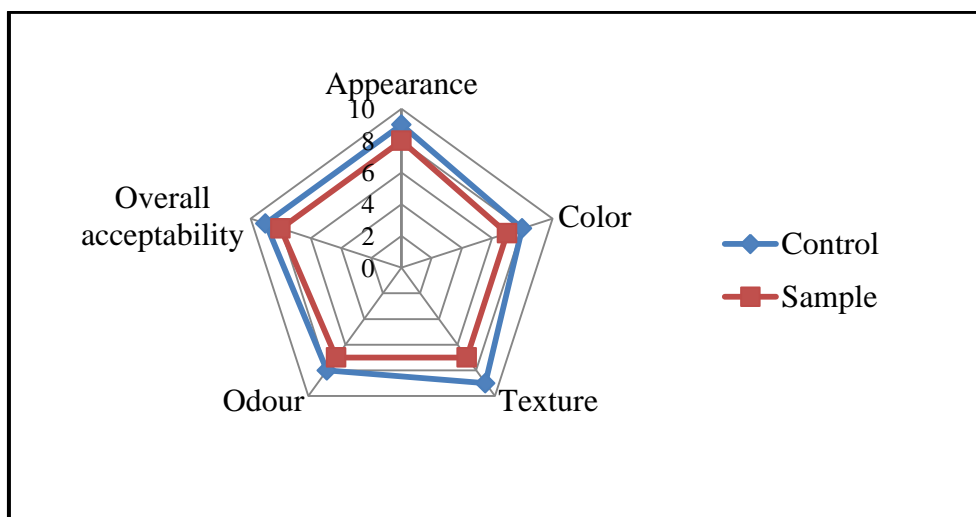 Appearance
10
8
6
4
2
0
Color
Texture
Odour
Overall
acceptability
Control
Sample